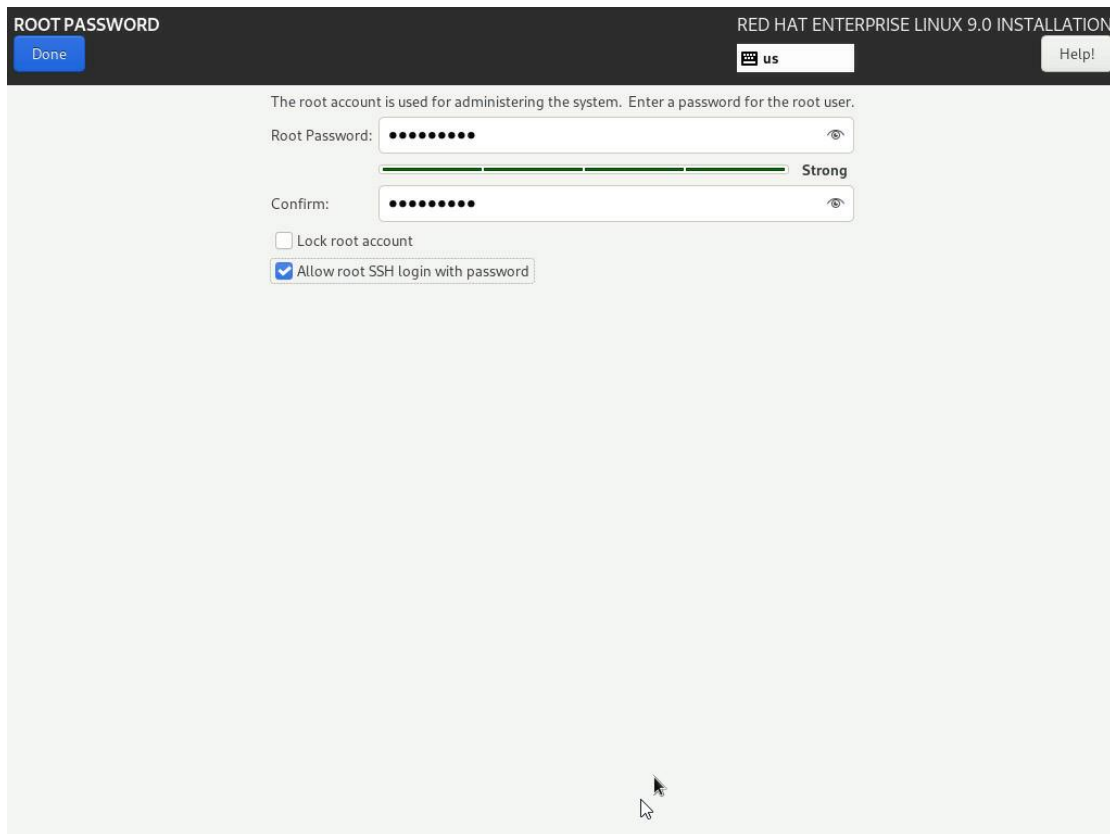 ROOT PASSWORD
RED HAT ENTERPRISE LINUX 9.0 INSTALLATION
Done
us
Help!
The root account is used for administering the system. Enter a password for the root user.
Root Password: ●●●●●●●●●
Strong
Confirm: ●●●●●●●●●
Lock root account
Allow root SSH login with password